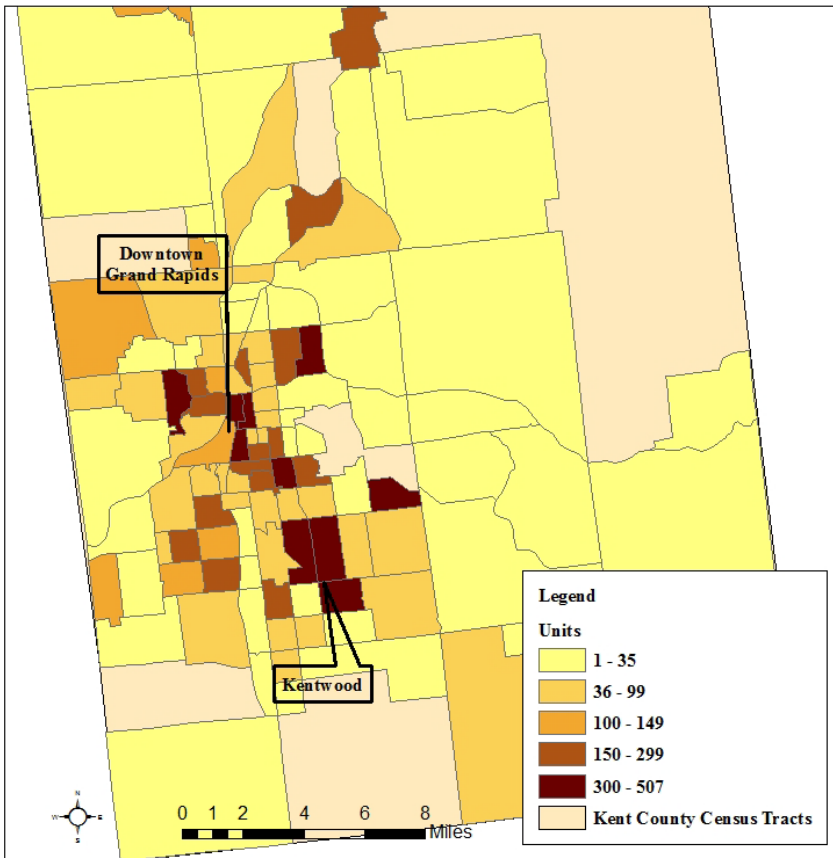 Downtown
Grand Rapids
Kentwood
Legend
Units
1 - 35
36 - 99
100 - 149
150 - 299
300 - 507
Kent County Census Tracts
N
W E
S
0 1 2 4 6 8
Miles